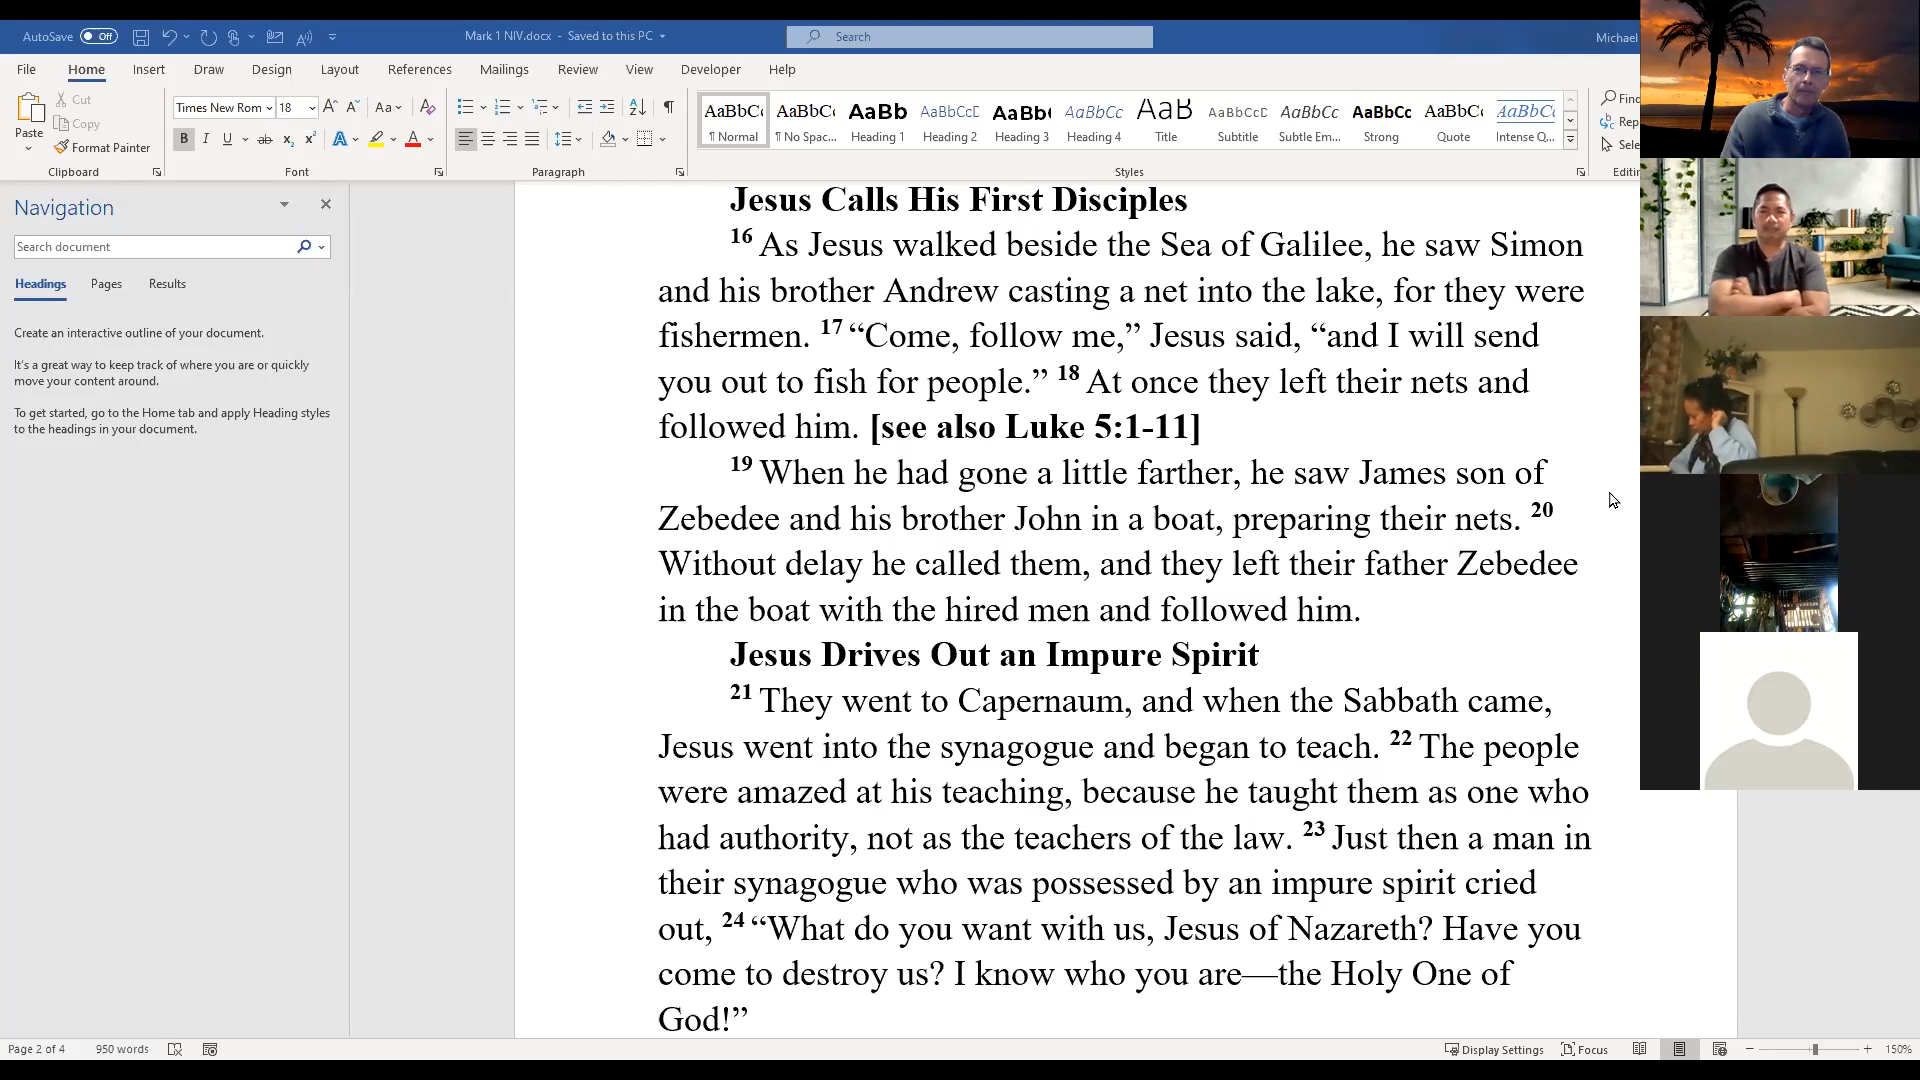 AutoSave Off
Mark 1 NIV.docx - Saved to this PC
Search
Michael
File Home Insert Draw Design Layout References Mailings Review View Developer Help
Paste
Cut
Copy
Format Painter
Clipboard
Times New Rom 18
Font
Paragraph
AaBbCc AaBbCc AaBb AaBbCcD AaBbC AaBbCc AaB AaBbCcD AaBbCc AaBbCc AaBbCc AaBbCc
¶ Normal ¶ No Spac... Heading 1 Heading 2 Heading 3 Heading 4 Title Subtitle Subtle Em... Strong Quote Intense Q...
Styles
Find
Rep
Sele
Editin
Navigation
Search document
Headings Pages Results
Create an interactive outline of your document.
It's a great way to keep track of where you are or quickly
move your content around.
To get started, go to the Home tab and apply Heading styles
to the headings in your document.
Jesus Calls His First Disciples
16 As Jesus walked beside the Sea of Galilee, he saw Simon
and his brother Andrew casting a net into the lake, for they were
fishermen. 17 “Come, follow me,” Jesus said, “and I will send
you out to fish for people.” 18 At once they left their nets and
followed him. [see also Luke 5:1-11]
19 When he had gone a little farther, he saw James son of
Zebedee and his brother John in a boat, preparing their nets. 20
Without delay he called them, and they left their father Zebedee
in the boat with the hired men and followed him.
Jesus Drives Out an Impure Spirit
21 They went to Capernaum, and when the Sabbath came,
Jesus went into the synagogue and began to teach. 22 The people
were amazed at his teaching, because he taught them as one who
had authority, not as the teachers of the law. 23 Just then a man in
their synagogue who was possessed by an impure spirit cried
out, 24 “What do you want with us, Jesus of Nazareth? Have you
come to destroy us? I know who you are—the Holy One of
God!”
Page 2 of 4 950 words
Display Settings Focus 150%